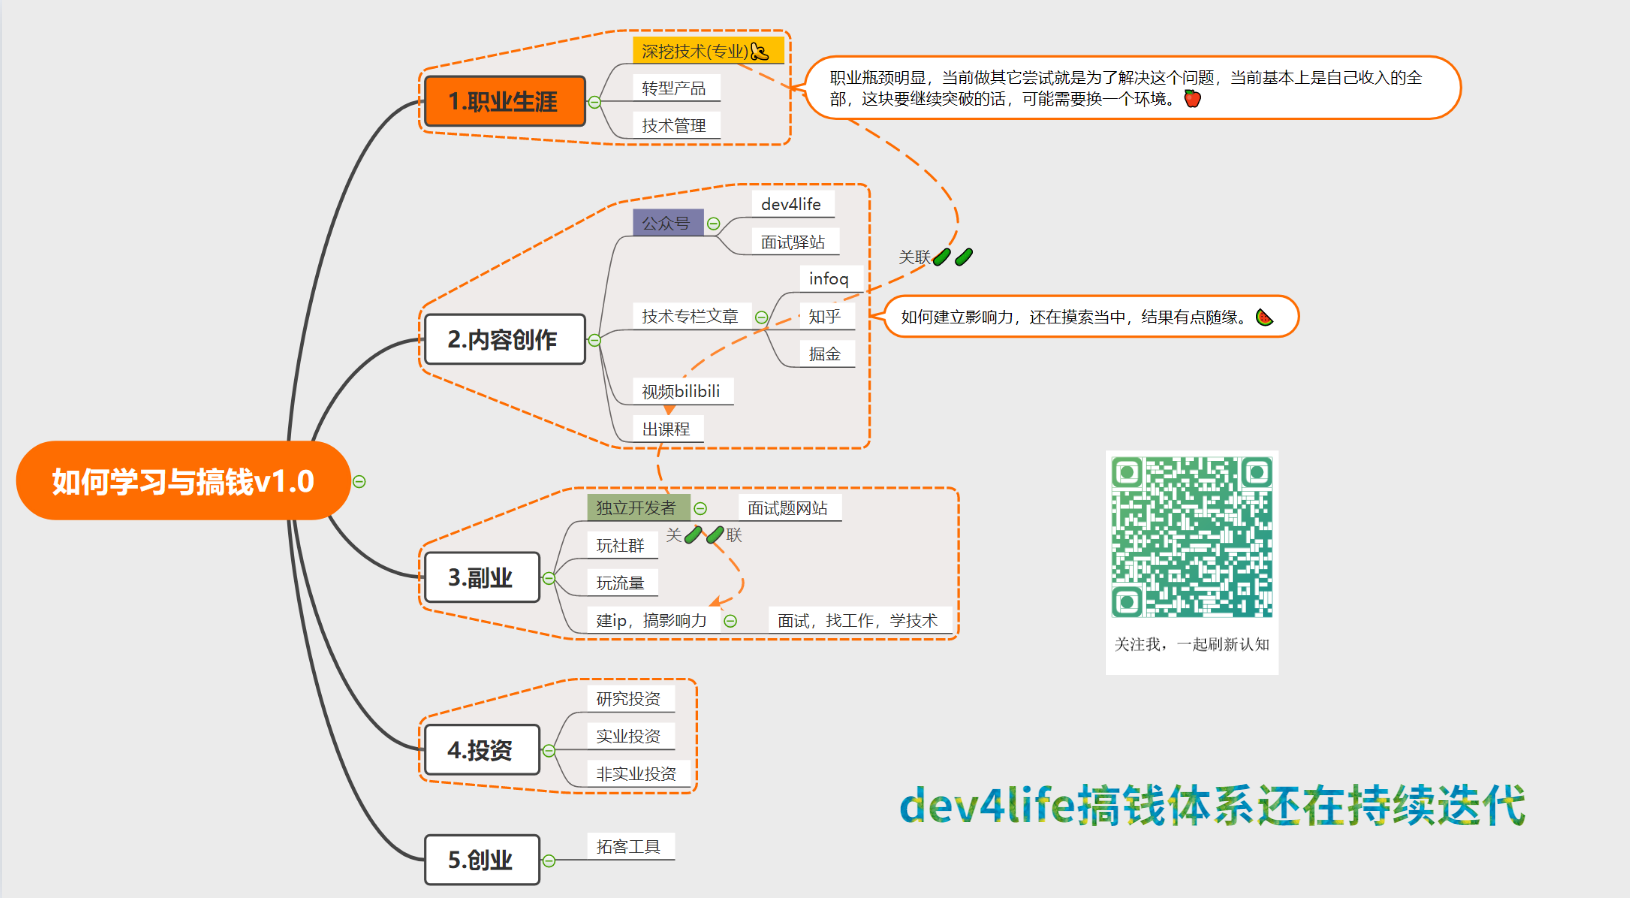 如何学习与搞钱v1.0
1.职业生涯
深挖技术(专业)
转型产品
技术管理
职业瓶颈明显，当前做其它尝试就是为了解决这个问题，当前基本上是自己收入的全
部，这块要继续突破的话，可能需要换一个环境。
关联
2.内容创作
公众号
dev4life
面试驿站
技术专栏文章
infoq
知乎
掘金
视频bilibili
出课程
如何建立影响力，还在摸索当中，结果有点随缘。
3.副业
独立开发者
面试题网站
关联
玩社群
玩流量
建ip，搞影响力
面试，找工作，学技术
4.投资
研究投资
实业投资
非实业投资
5.创业
拓客工具
关注我，一起刷新认知
dev4life搞钱体系还在持续迭代